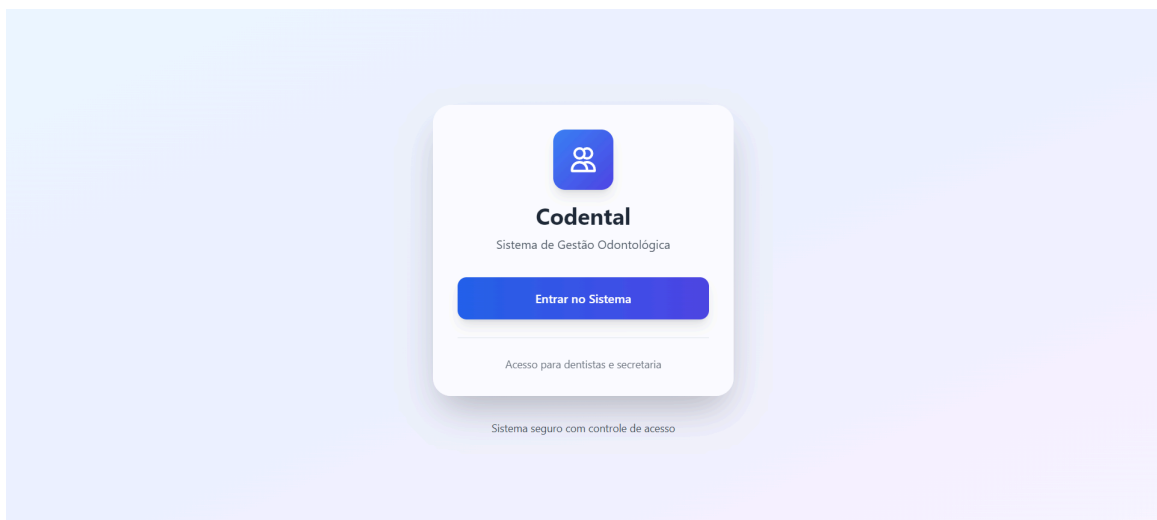 Codental
Sistema de Gestão Odontológica
Entrar no Sistema
Acesso para dentistas e secretaria
Sistema seguro com controle de acesso